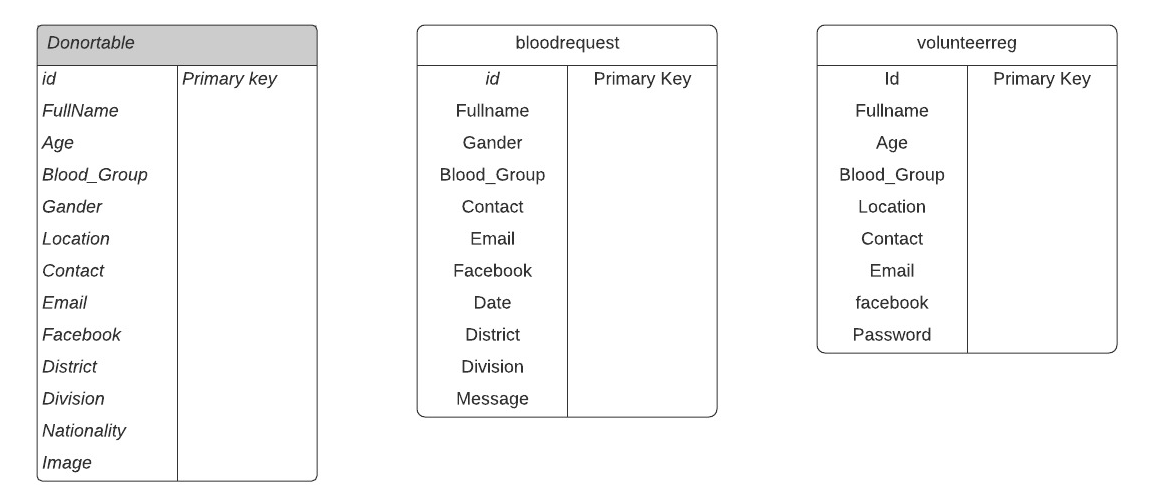 Donortable
id Primary key
FullName
Age
Blood_Group
Gander
Location
Contact
Email
Facebook
District
Division
Nationality
Image
bloodrequest
id Primary Key
Fullname
Gander
Blood_Group
Contact
Email
Facebook
Date
District
Division
Message
volunteerreg
Id Primary Key
Fullname
Age
Blood_Group
Location
Contact
Email
facebook
Password